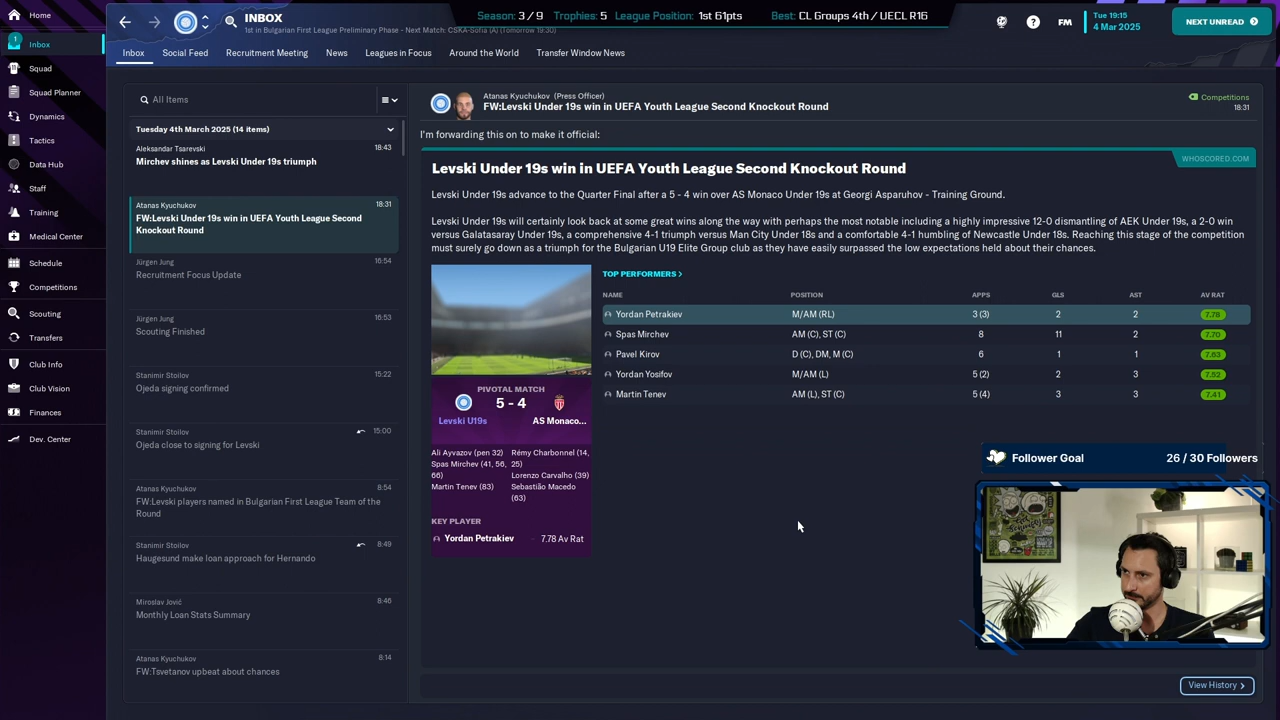 INBOX
1st in Bulgarian First League Preliminary Phase - Next Match: CSKA-Sofia (A) (Tomorrow 19:30)
Season: 3 / 9 Trophies: 5 League Position: 1st 61pts Best: CL Groups 4th / UECL R16
FM
Tue 19:15
4 Mar 2025
NEXT UNREAD
Home
1
Inbox
Squad
Squad Planner
Dynamics
Tactics
Data Hub
Staff
Training
Medical Center
Schedule
Competitions
Scouting
Transfers
Club Info
Club Vision
Finances
Dev. Center
Inbox Social Feed Recruitment Meeting News Leagues in Focus Around the World Transfer Window News
All Items
Tuesday 4th March 2025 (14 items)
Aleksandar Tsarevski 18:43
Mirchev shines as Levski Under 19s triumph
Atanas Kyuchukov 18:31
FW:Levski Under 19s win in UEFA Youth League Second
Knockout Round
Jürgen Jung 16:54
Recruitment Focus Update
Jürgen Jung 16:53
Scouting Finished
Stanimir Stoilov 15:22
Ojeda signing confirmed
Stanimir Stoilov 15:00
Ojeda close to signing for Levski
Atanas Kyuchukov 8:54
FW:Levski players named in Bulgarian First League Team of the
Round
Stanimir Stoilov 8:49
Haugesund make loan approach for Hernando
Miroslav Jović 8:46
Monthly Loan Stats Summary
Atanas Kyuchukov 8:14
FW:Tsvetanov upbeat about chances
Atanas Kyuchukov (Press Officer)
FW:Levski Under 19s win in UEFA Youth League Second Knockout Round
Competitions
18:31
I'm forwarding this on to make it official:
WHOSCORED.COM
Levski Under 19s win in UEFA Youth League Second Knockout Round
Levski Under 19s advance to the Quarter Final after a 5 - 4 win over AS Monaco Under 19s at Georgi Asparuhov - Training Ground.
Levski Under 19s will certainly look back at some great wins along the way with perhaps the most notable including a highly impressive 12-0 dismantling of AEK Under 19s, a 2-0 win
versus Galatasaray Under 19s, a comprehensive 4-1 triumph versus Man City Under 18s and a comfortable 4-1 humbling of Newcastle Under 18s. Reaching this stage of the competition
must surely go down as a triumph for the Bulgarian U19 Elite Group club as they have easily surpassed the low expectations held about their chances.
PIVOTAL MATCH
5 - 4
Levski U19s AS Monaco...
Ali Ayvazov (pen 32)
Spas Mirchev (41, 56,
66)
Martin Tenev (83)
Rémy Charbonnel (14,
25)
Lorenzo Carvalho (39)
Sebastião Macedo
(63)
KEY PLAYER
Yordan Petrakiev - 7.78 Av Rat
TOP PERFORMERS >
NAME POSITION APPS GLS AST AV RAT
Yordan Petrakiev M/AM (RL) 3 (3) 2 2 7.78
Spas Mirchev AM (C), ST (C) 8 11 2 7.70
Pavel Kirov D (C), DM, M (C) 6 1 1 7.63
Yordan Yosifov M/AM (L) 5 (2) 2 3 7.52
Martin Tenev AM (L), ST (C) 5 (4) 3 3 7.41
Follower Goal 26 / 30 Followers
View History >